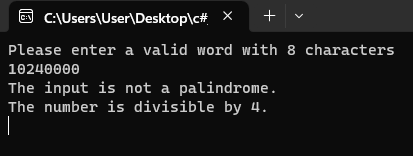 C:\Users\User\Desktop\c#.
Please enter a valid word with 8 characters
10240000
The input is not a palindrome.
The number is divisible by 4.